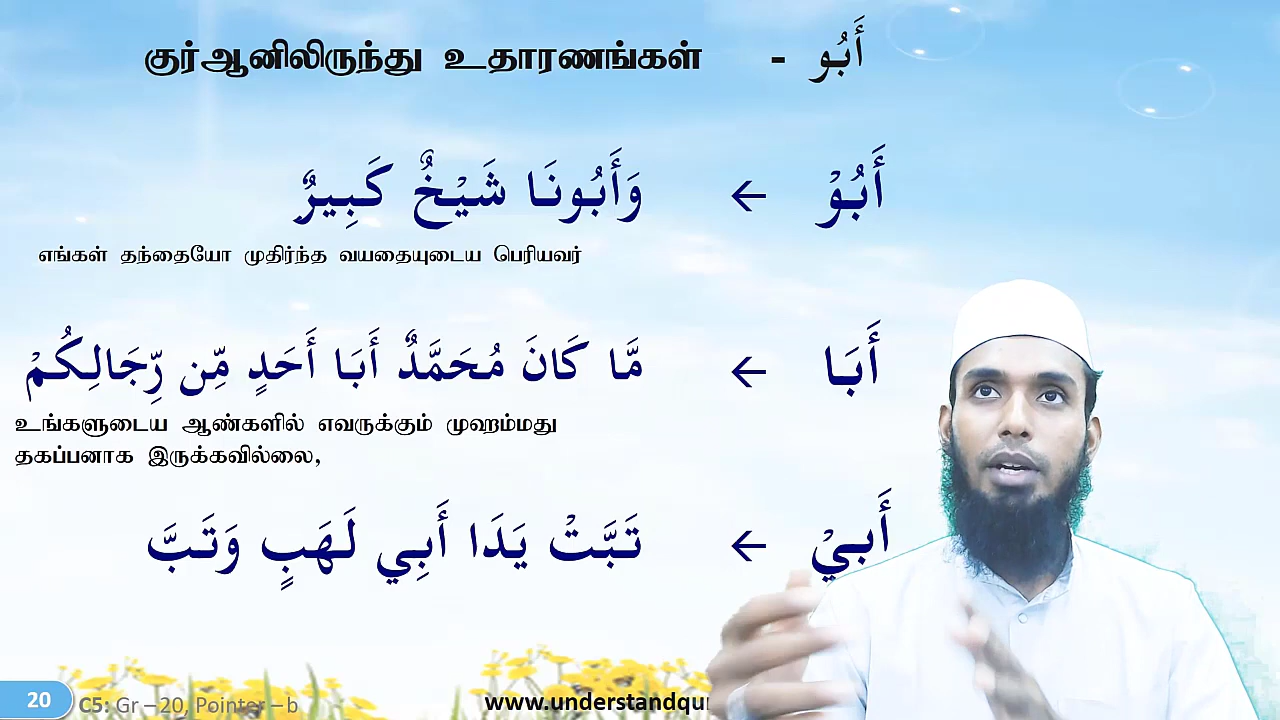 குர்ஆனிலிருந்து உதாரணங்கள் - أَبُو
أَبُوْ ← وَأَبُونَا شَيْخٌ كَبِيرٌ
எங்கள் தந்தையோ முதிர்ந்த வயதையுடைய பெரியவர்
أَبَا ← مَّا كَانَ مُحَمَّدٌ أَبَا أَحَدٍ مِّن رِّجَالِكُمْ
உங்களுடைய ஆண்களில் எவருக்கும் முஹம்மது
தகப்பனாக இருக்கவில்லை,
أَبِيْ ← تَبَّتْ يَدَا أَبِي لَهَبٍ وَتَبَّ
20 C5: Gr – 20, Pointer – b
www.understandqu